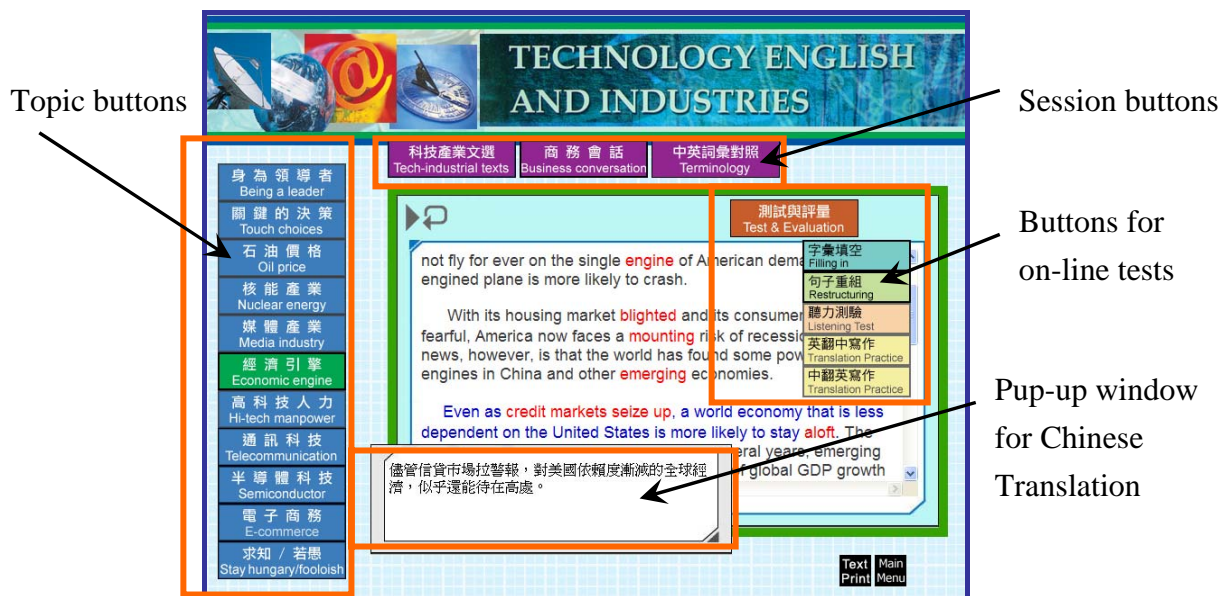 TECHNOLOGY ENGLISH
AND INDUSTRIES
Topic buttons
Session buttons
科技產業文選
Tech-industrial texts
商務會話
Business conversation
中英詞彙對照
Terminology
身為領導者
Being a leader
關鍵的決策
Touch choices
石油價格
Oil price
核能產業
Nuclear energy
媒體產業
Media industry
經濟引擎
Economic engine
高科技人力
Hi-tech manpower
通訊科技
Telecommunication
半導體科技
Semiconductor
電子商務
E-commerce
求知 / 若愚
Stay hungary/fooloish
測試與評量
Test & Evaluation
字彙填空
Filling in
句子重組
Restructuring
聽力測驗
Listening Test
英翻中寫作
Translation Practice
中翻英寫作
Translation Practice
Buttons for
on-line tests
not fly for ever on the single engine of American dema
engined plane is more likely to crash.
With its housing market blighted and its consumer
fearful, America now faces a mounting risk of recessio
news, however, is that the world has found some pow
engines in China and other emerging economies.
Even as credit markets seize up, a world economy that is less
dependent on the United States is more likely to stay aloft. The
eral years, emerging
of global GDP growth
儘管信貸市場拉警報，對美國依賴度漸減的全球經
濟，似乎還能待在高處。
Pup-up window
for Chinese
Translation
Text
Print
Main
Menu